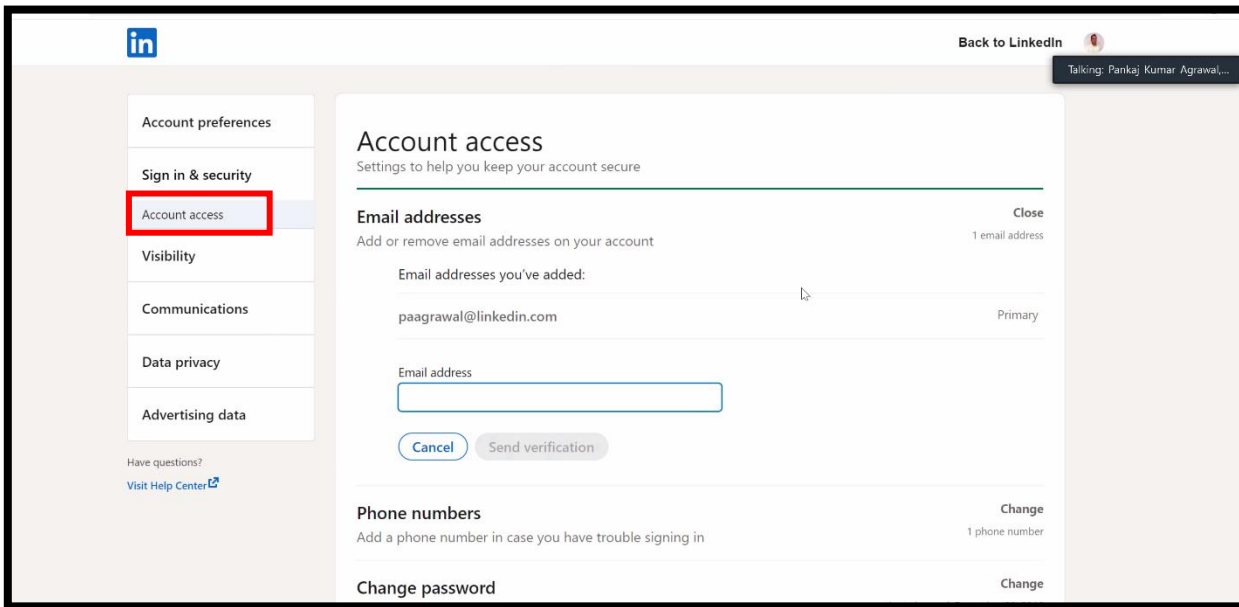 in
Back to LinkedIn
Talking: Pankaj Kumar Agrawal,...
Account preferences
Sign in & security
Account access
Visibility
Communications
Data privacy
Advertising data
Have questions?
Visit Help Center
Account access
Settings to help you keep your account secure
Email addresses
Close
Add or remove email addresses on your account
1 email address
Email addresses you've added:
paagrawal@linkedin.com
Primary
Email address
Cancel
Send verification
Phone numbers
Change
Add a phone number in case you have trouble signing in
1 phone number
Change password
Change